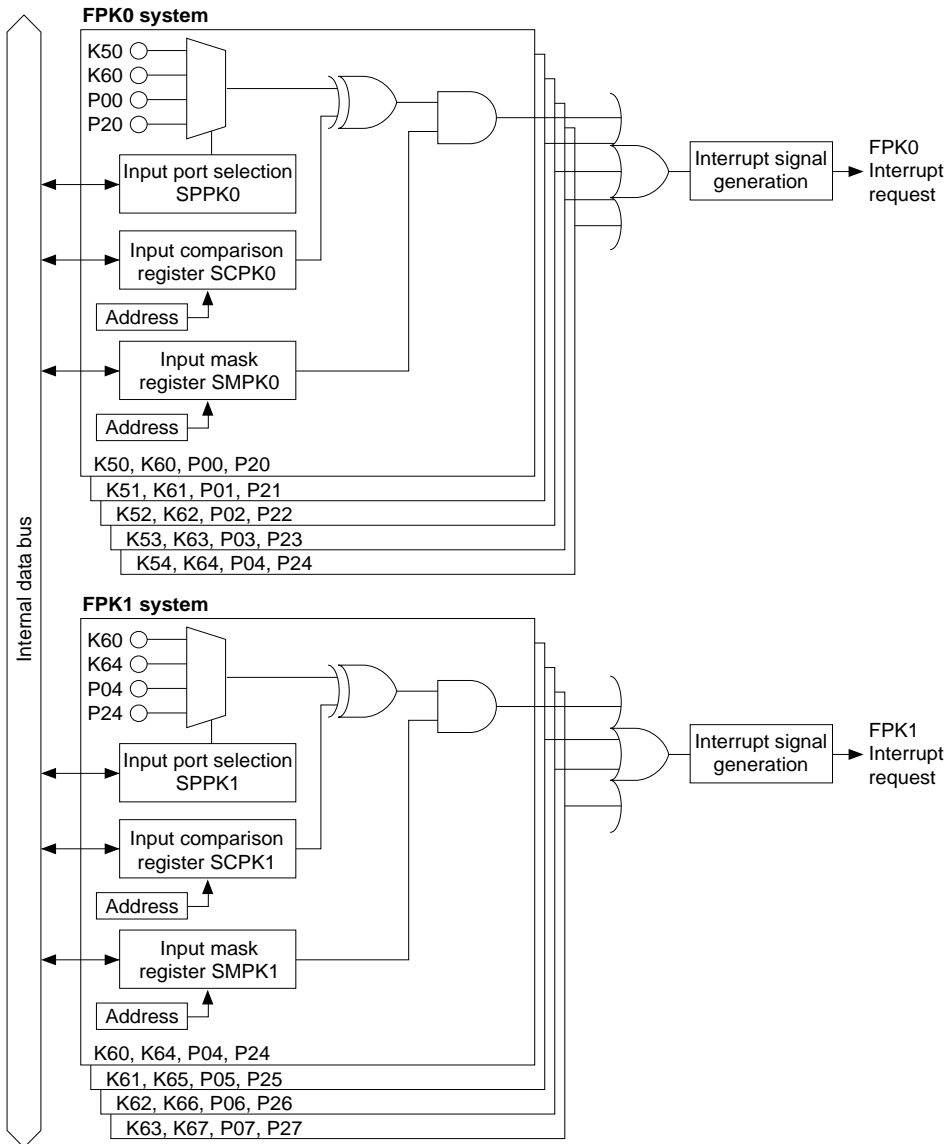 FPK0 system
K50
K60
P00
P20
Input port selection
SPPK0
Input comparison
register SCPK0
Address
Input mask
register SMPK0
Address
K50, K60, P00, P20
K51, K61, P01, P21
K52, K62, P02, P22
K53, K63, P03, P23
K54, K64, P04, P24
Interrupt signal
generation
FPK0
Interrupt
request
Internal data bus
FPK1 system
K60
K64
P04
P24
Input port selection
SPPK1
Input comparison
register SCPK1
Address
Input mask
register SMPK1
Address
K60, K64, P04, P24
K61, K65, P05, P25
K62, K66, P06, P26
K63, K67, P07, P27
Interrupt signal
generation
FPK1
Interrupt
request